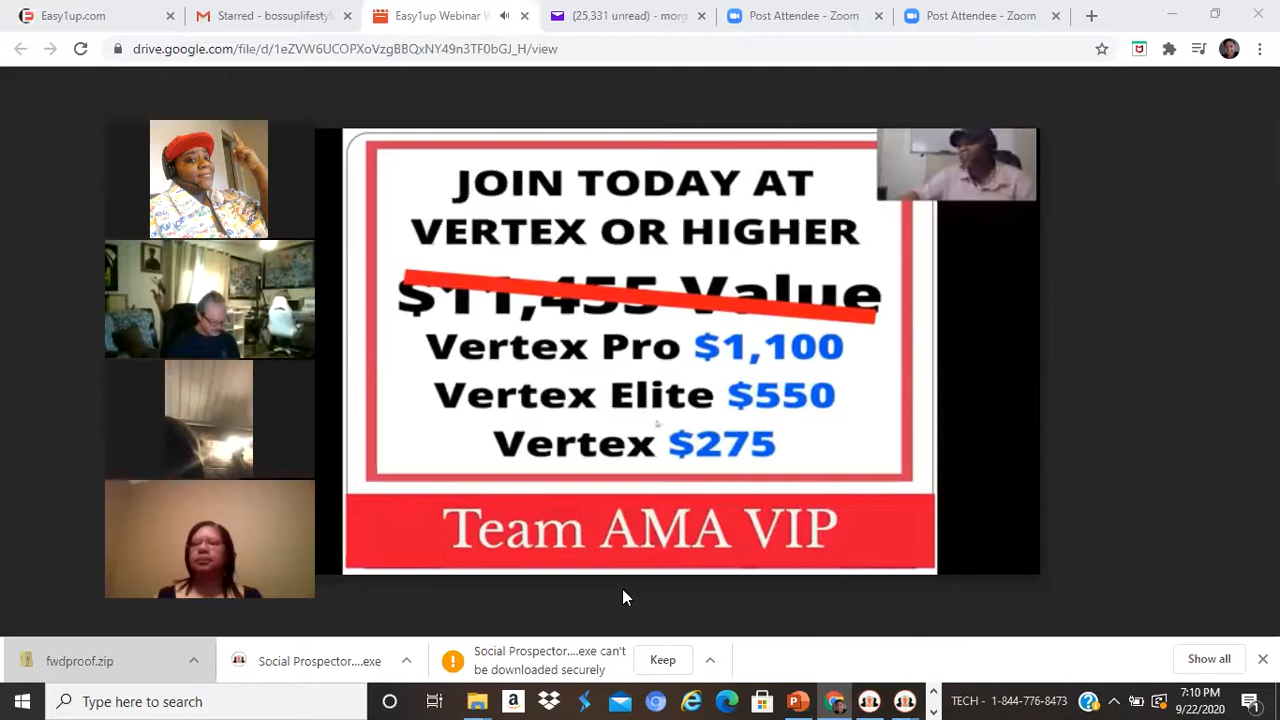 Easy1up.com
Starred - bossuplifestyl
Easy1up Webinar W
(25,331 unread) - morg
Post Attendee - Zoom
Post Attendee - Zoom
drive.google.com/file/d/1eZVW6UCOPXoVzgBBQxNY49n3TF0bGJ_H/view
JOIN TODAY AT
VERTEX OR HIGHER
$11,455 Value
Vertex Pro $1,100
Vertex Elite $550
Vertex $275
Team AMA VIP
fwdproof.zip
Social Prospector....exe
Social Prospector....exe can't
be downloaded securely
Keep
Show all
Type here to search
TECH - 1-844-776-8473
7:10 PM
9/22/2020